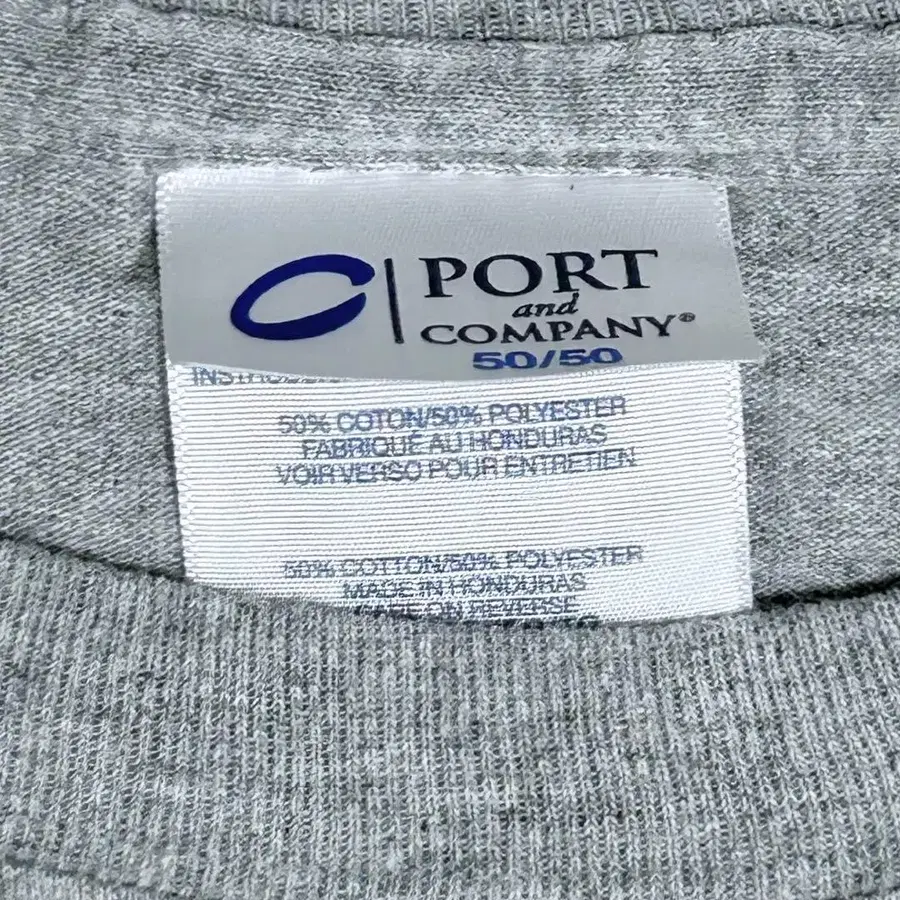 PORT
and
COMPANY®
50/50
50% COTON/50% POLYESTER
FABRIQUÉ AU HONDURAS
VOIR VERSO POUR ENTRETIEN
50% COTTON/50% POLYESTER
MADE IN HONDURAS
CARE ON REVERSE